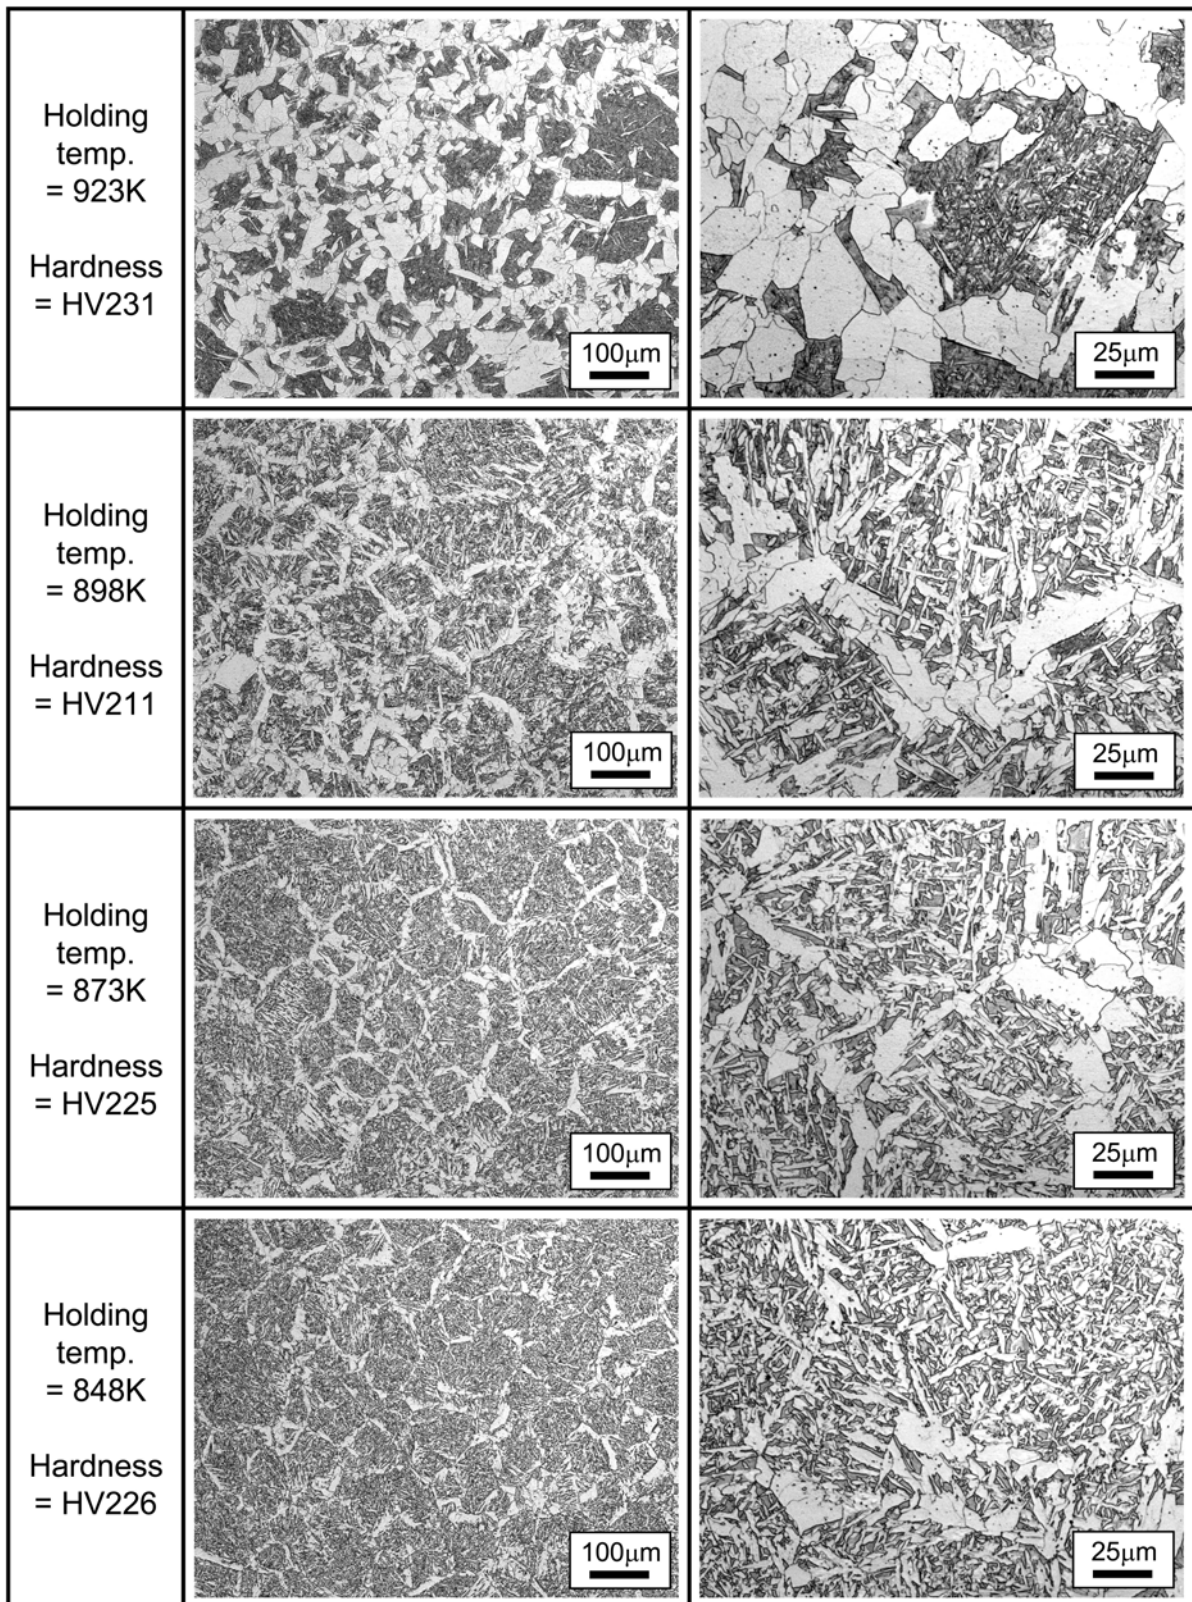 Holding
temp.
= 923K
Hardness
= HV231
100μm
25μm
Holding
temp.
= 898K
Hardness
= HV211
100μm
25μm
Holding
temp.
= 873K
Hardness
= HV225
100μm
25μm
Holding
temp.
= 848K
Hardness
= HV226
100μm
25μm